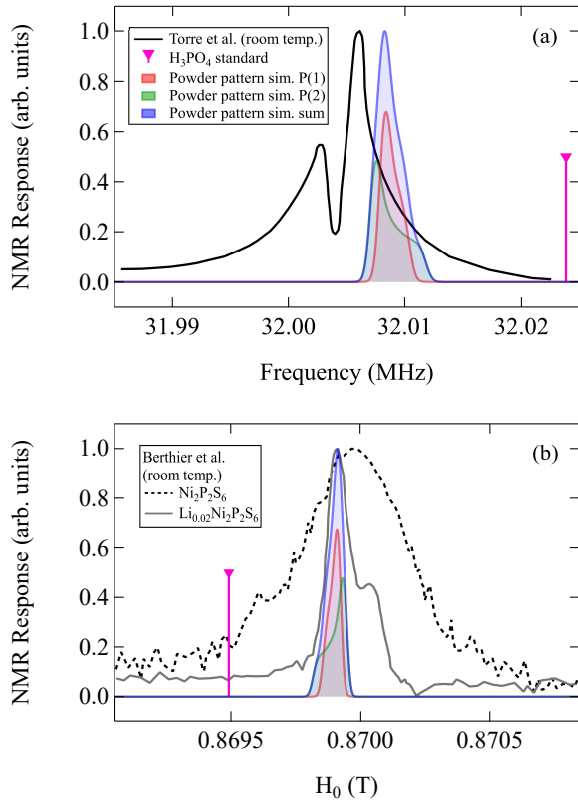 (a)
Torre et al. (room temp.)
H₃PO₄ standard
Powder pattern sim. P(1)
Powder pattern sim. P(2)
Powder pattern sim. sum
NMR Response (arb. units)
1.0
0.8
0.6
0.4
0.2
0.0
31.99 32.00 32.01 32.02
Frequency (MHz)
(b)
Berthier et al.
(room temp.)
Ni₂P₂S₆
Li₀.₀₂Ni₂P₂S₆
NMR Response (arb. units)
1.0
0.8
0.6
0.4
0.2
0.0
0.8695 0.8700 0.8705
H₀ (T)